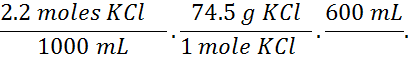 2.2 moles KCl / 1000 mL . 74.5 g KCl / 1 mole KCl . 600 mL / .